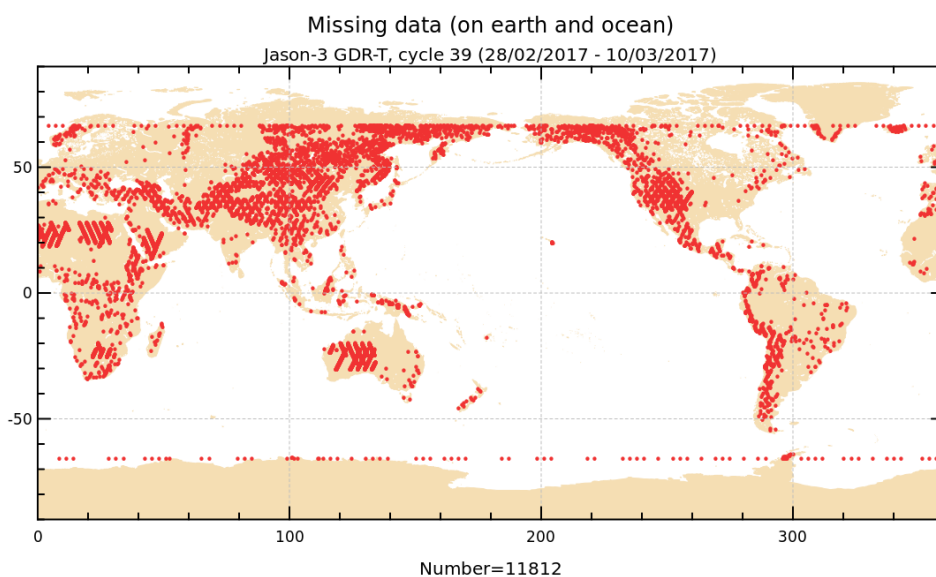 Missing data (on earth and ocean)
Jason-3 GDR-T, cycle 39 (28/02/2017 - 10/03/2017)
50
0
-50
0 100 200 300
Number=11812